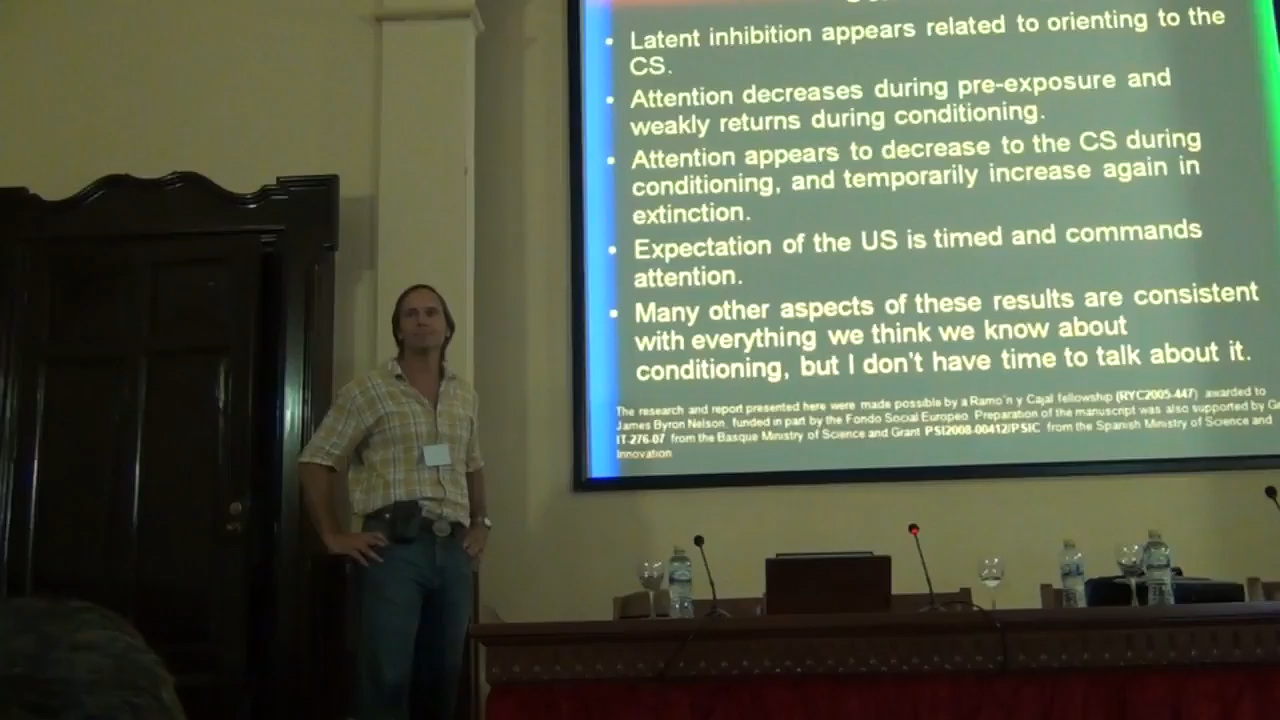 • Latent inhibition appears related to orienting to the
CS.
• Attention decreases during pre-exposure and
weakly returns during conditioning.
• Attention appears to decrease to the CS during
conditioning, and temporarily increase again in
extinction.
• Expectation of the US is timed and commands
attention.
• Many other aspects of these results are consistent
with everything we think we know about
conditioning, but I don't have time to talk about it.
The research and report presented here were made possible by a Ramo´n y Cajal fellowship (RYC2005-447) awarded to
James Byron Nelson, funded in part by the Fondo Social Europeo. Preparation of the manuscript was also supported by
IT-276-07 from the Basque Ministry of Science and Grant PSI2008-00412/PSIC from the Spanish Ministry of Science and
Innovation